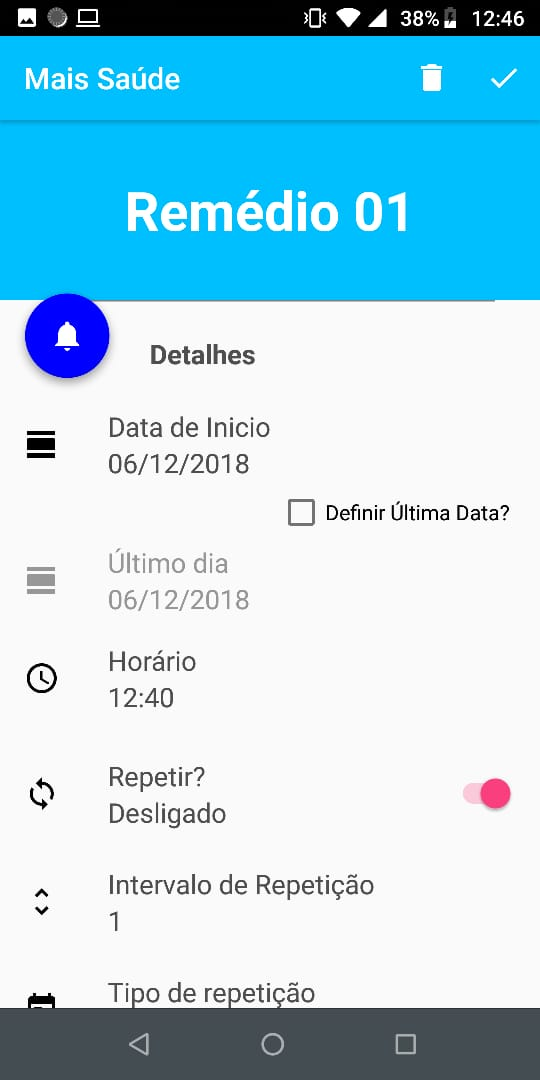 38% 12:46
Mais Saúde
Remédio 01
Detalhes
Data de Inicio
06/12/2018
Definir Última Data?
Último dia
06/12/2018
Horário
12:40
Repetir?
Desligado
Intervalo de Repetição
1
Tipo de repetição